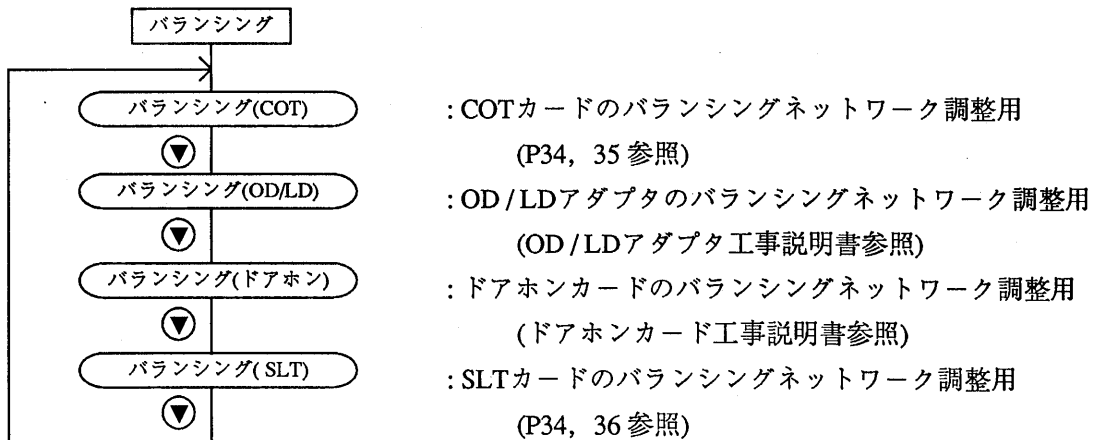 バランシング
バランシング(COT)
:COTカードのバランシングネットワーク調整用
(P34, 35 参照)
▼
バランシング(OD/LD)
:OD/LDアダプタのバランシングネットワーク調整用
(OD/LDアダプタ工事説明書参照)
▼
バランシング(ドアホン)
:ドアホンカードのバランシングネットワーク調整用
(ドアホンカード工事説明書参照)
▼
バランシング( SLT)
:SLTカードのバランシングネットワーク調整用
(P34, 36 参照)
▼